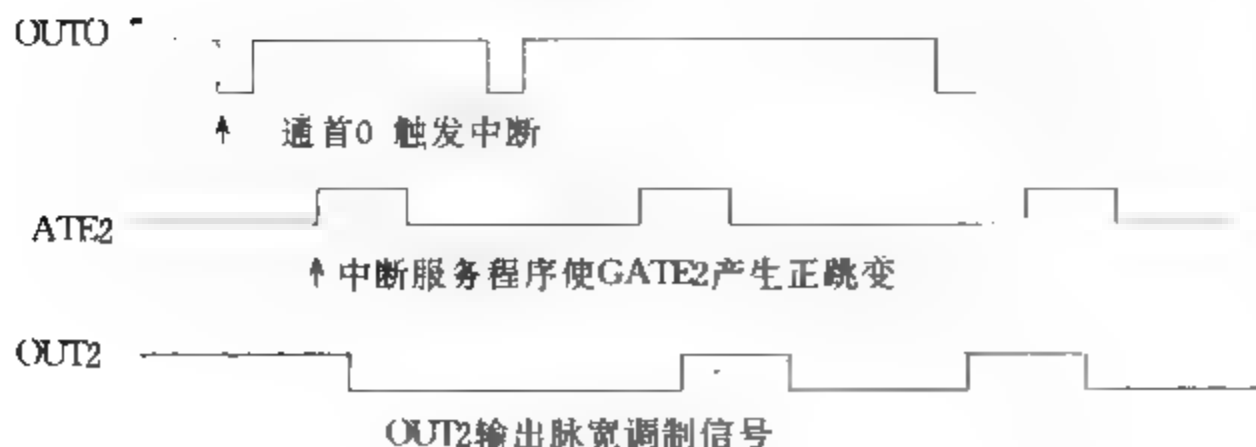 OUT0
通首0 触发中断
ATE2
中断服务程序使GATE2产生正跳变
OUT2
OUT2输出脉宽调制信号